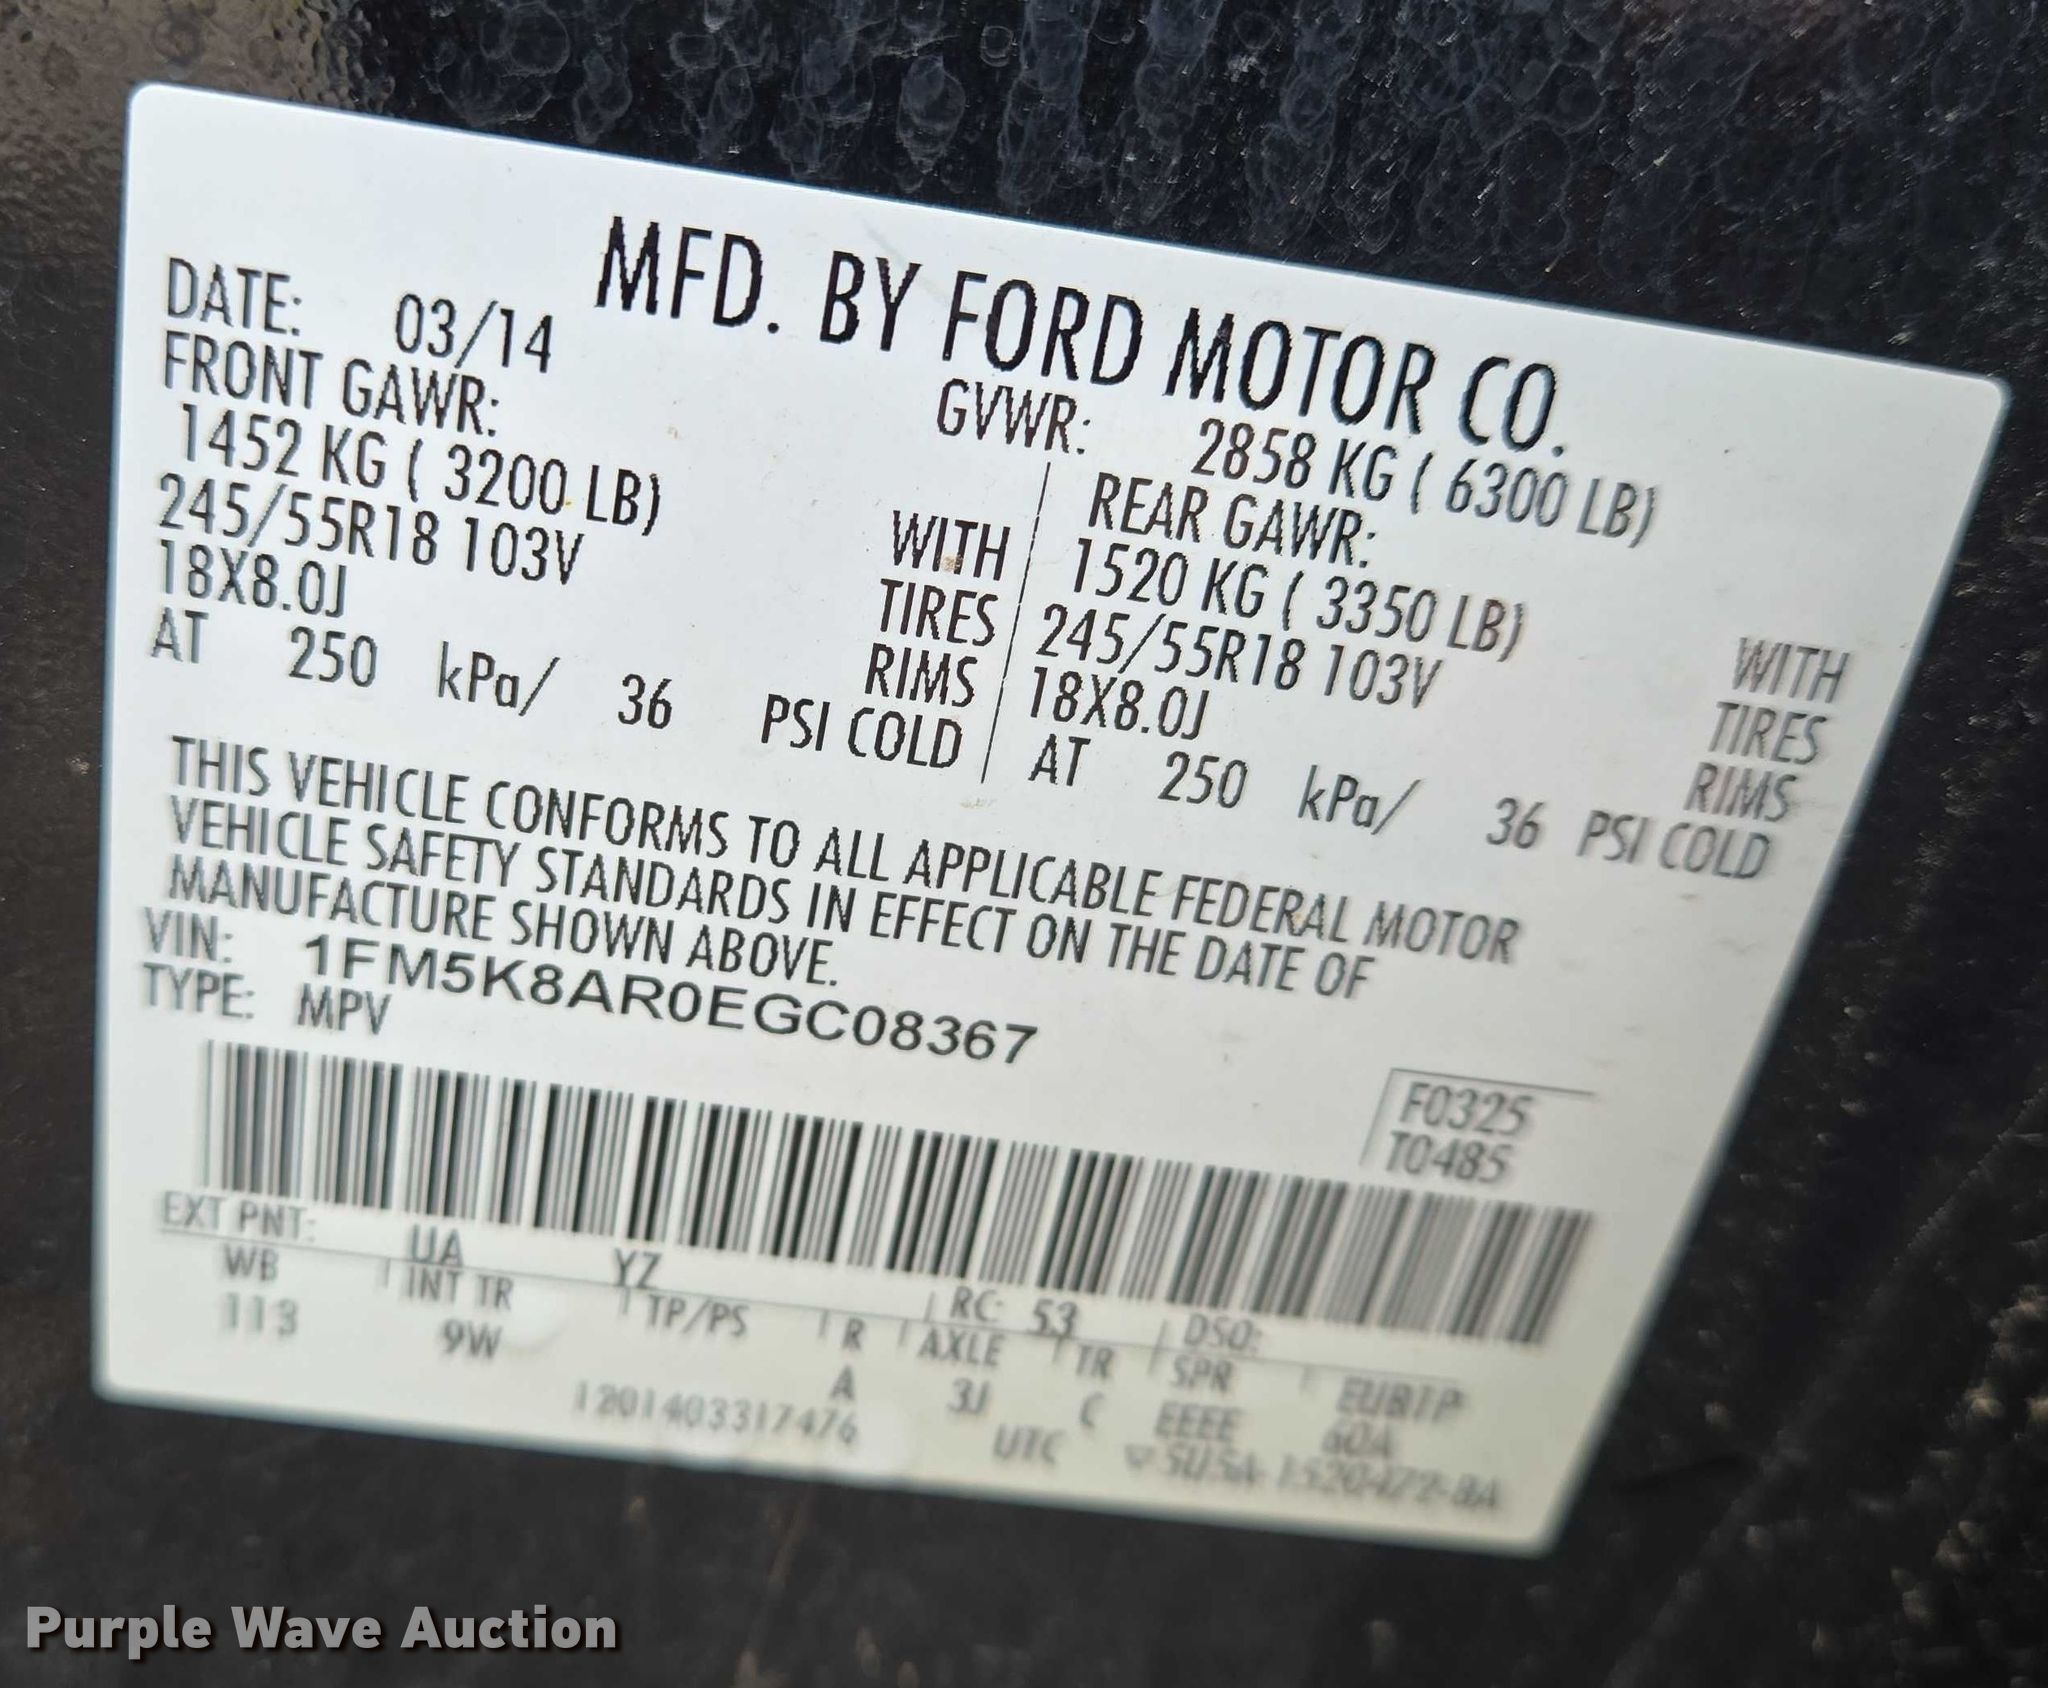 MFD. BY FORD MOTOR CO.
DATE: 03/14 GVWR: 2858 KG ( 6300 LB)
FRONT GAWR: REAR GAWR:
1452 KG ( 3200 LB) WITH 1520 KG ( 3350 LB) WITH
245/55R18 103V TIRES 245/55R18 103V TIRES
18X8.0J RIMS 18X8.0J RIMS
AT 250 kPa/ 36 PSI COLD AT 250 kPa/ 36 PSI COLD
THIS VEHICLE CONFORMS TO ALL APPLICABLE FEDERAL MOTOR
VEHICLE SAFETY STANDARDS IN EFFECT ON THE DATE OF
MANUFACTURE SHOWN ABOVE.
VIN: 1FM5K8AR0EGC08367
TYPE: MPV
F0325
T0485
EXT PNT: UA YZ RC: 53 DSO:
WB INT TR TP/PS R AXLE TR SPR
113 9W A 3J C EEEE 60A
1201403317476 UTC
Purple Wave Auction